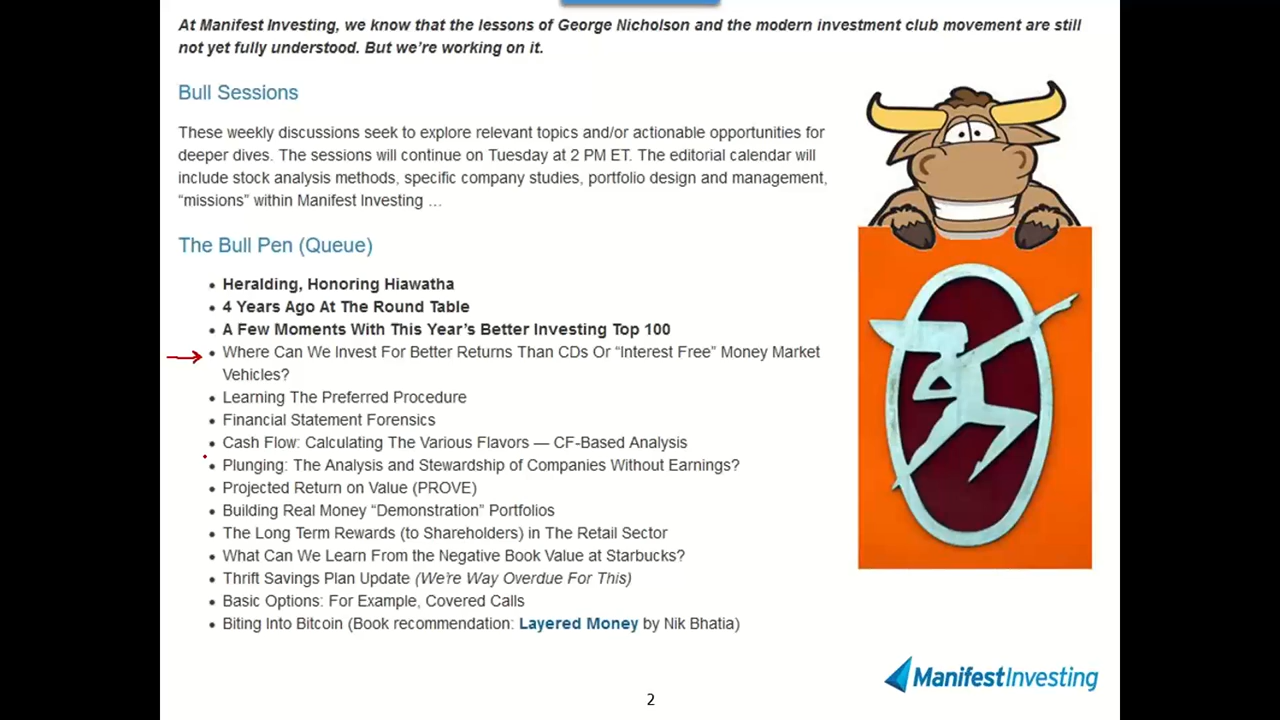 At Manifest Investing, we know that the lessons of George Nicholson and the modern investment club movement are still
not yet fully understood. But we’re working on it.
Bull Sessions
These weekly discussions seek to explore relevant topics and/or actionable opportunities for
deeper dives. The sessions will continue on Tuesday at 2 PM ET. The editorial calendar will
include stock analysis methods, specific company studies, portfolio design and management,
“missions” within Manifest Investing …
The Bull Pen (Queue)
• Heralding, Honoring Hiawatha
• 4 Years Ago At The Round Table
• A Few Moments With This Year’s Better Investing Top 100
• Where Can We Invest For Better Returns Than CDs Or “Interest Free” Money Market
Vehicles?
• Learning The Preferred Procedure
• Financial Statement Forensics
• Cash Flow: Calculating The Various Flavors — CF-Based Analysis
• Plunging: The Analysis and Stewardship of Companies Without Earnings?
• Projected Return on Value (PROVE)
• Building Real Money “Demonstration” Portfolios
• The Long Term Rewards (to Shareholders) in The Retail Sector
• What Can We Learn From the Negative Book Value at Starbucks?
• Thrift Savings Plan Update (We’re Way Overdue For This)
• Basic Options: For Example, Covered Calls
• Biting Into Bitcoin (Book recommendation: Layered Money by Nik Bhatia)
ManifestInvesting
2